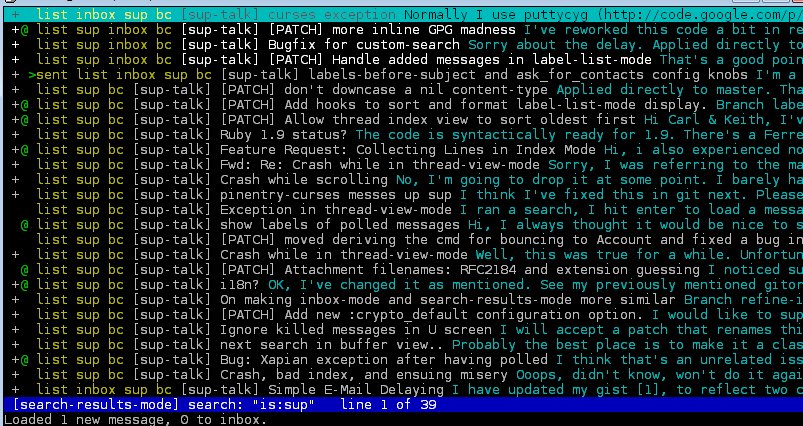 + list inbox sup bc [sup-talk] curses exception Normally I use puttycyg (http://code.google.com/p/
+@ list sup inbox bc [sup-talk] [PATCH] more inline GPG madness I've reworked this code a bit in re
+ list sup inbox bc [sup-talk] Bugfix for custom-search Sorry about the delay. Applied directly to
+ list sup inbox bc [sup-talk] [PATCH] Handle added messages in label-list-mode That's a good poin
+ >sent list inbox sup bc [sup-talk] labels-before-subject and ask_for_contacts config knobs I'm a
+ list sup bc [sup-talk] [PATCH] don't downcase a nil content-type Applied directly to master. Tha
+@ list sup bc [sup-talk] [PATCH] Add hooks to sort and format label-list-mode display. Branch labe
+@ list sup bc [sup-talk] [PATCH] Allow thread index view to sort oldest first Hi Carl & Keith, I'v
+ list sup bc [sup-talk] Ruby 1.9 status? The code is syntactically ready for 1.9. There's a Ferre
+@ list sup bc [sup-talk] Feature Request: Collecting Lines in Index Mode Hi, i also experienced no
+ list sup bc [sup-talk] Fwd: Re: Crash while in thread-view-mode Sorry, I was referring to the ma
+ list sup bc [sup-talk] Crash while scrolling No, I'm going to drop it at some point. I barely ha
+ list sup bc [sup-talk] pinentry-curses messes up sup I think I've fixed this in git next. Please
list sup bc [sup-talk] Exception in thread-view-mode I ran a search, I hit enter to load a messa
@ list sup bc [sup-talk] show labels of polled messages Hi, I always thought it would be nice to s
list sup bc [sup-talk] [PATCH] moved deriving the cmd for bouncing to Account and fixed a bug in
+ list sup bc [sup-talk] Crash while in thread-view-mode Well, this was true for a while. Unfortun
+@ list sup bc [sup-talk] [PATCH] Attachment filenames: RFC2184 and extension guessing I noticed su
+@ list sup bc [sup-talk] i18n? OK, I've changed it as mentioned. See my previously mentioned gitor
+ list sup bc [sup-talk] On making inbox-mode and search-results-mode more similar Branch refine-i
+@ list sup bc [sup-talk] [PATCH] Add new :crypto_default configuration option. I would like to sup
+ list sup bc [sup-talk] Ignore killed messages in U screen I will accept a patch that renames thi
+ list sup bc [sup-talk] next search in buffer view.. Probably the best place is to make it a clas
+@ list sup bc [sup-talk] Bug: Xapian exception after having polled I think that's an unrelated iss
+ list sup bc [sup-talk] Crash, bad index, and ensuing misery Ooops, didn't know, won't do it agai
+ list inbox sup bc [sup-talk] Simple E-Mail Delaying I have updated my gist [1], to reflect two c
[search-results-mode] search: "is:sup" line 1 of 39
Loaded 1 new message, 0 to inbox.